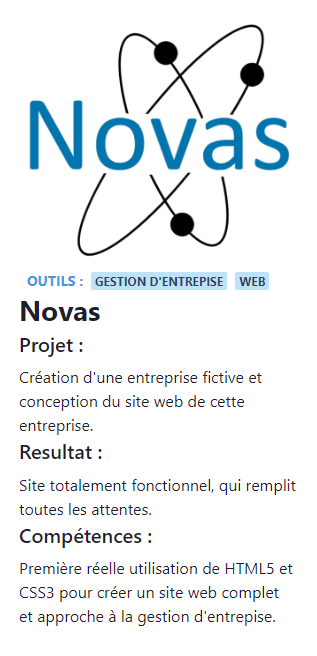 Novas
OUTILS : GESTION D'ENTREPISE WEB
Novas
Projet :
Création d'une entreprise fictive et
conception du site web de cette
entreprise.
Resultat :
Site totalement fonctionnel, qui remplit
toutes les attentes.
Compétences :
Première réelle utilisation de HTML5 et
CSS3 pour créer un site web complet
et approche à la gestion d'entrepise.